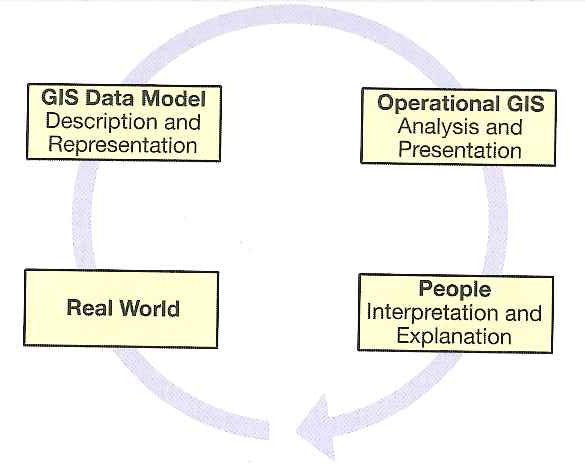 GIS Data Model
Description and
Representation
Operational GIS
Analysis and
Presentation
Real World
People
Interpretation and
Explanation